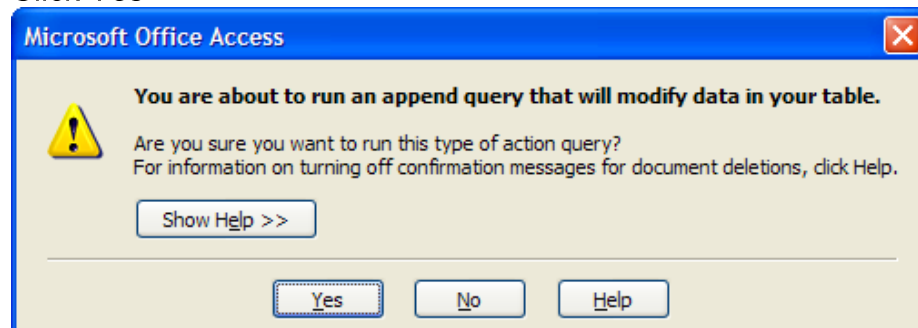 Click Yes
Microsoft Office Access
You are about to run an append query that will modify data in your table.
Are you sure you want to run this type of action query?
For information on turning off confirmation messages for document deletions, click Help.
Show Help >>
Yes No Help